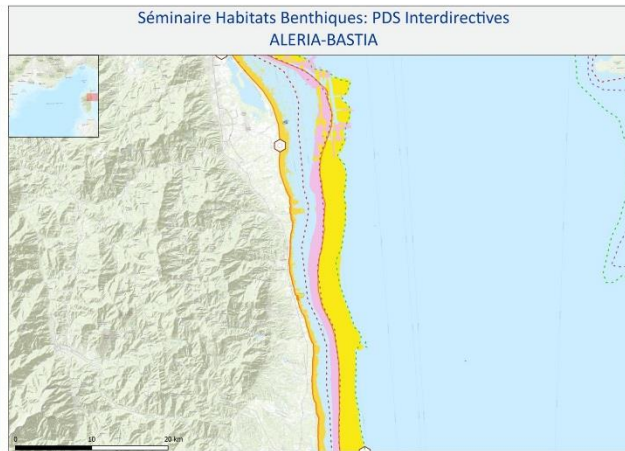 Séminaire Habitats Benthiques: PDS Interdirectives
ALERIA-BASTIA
0 10 20 km